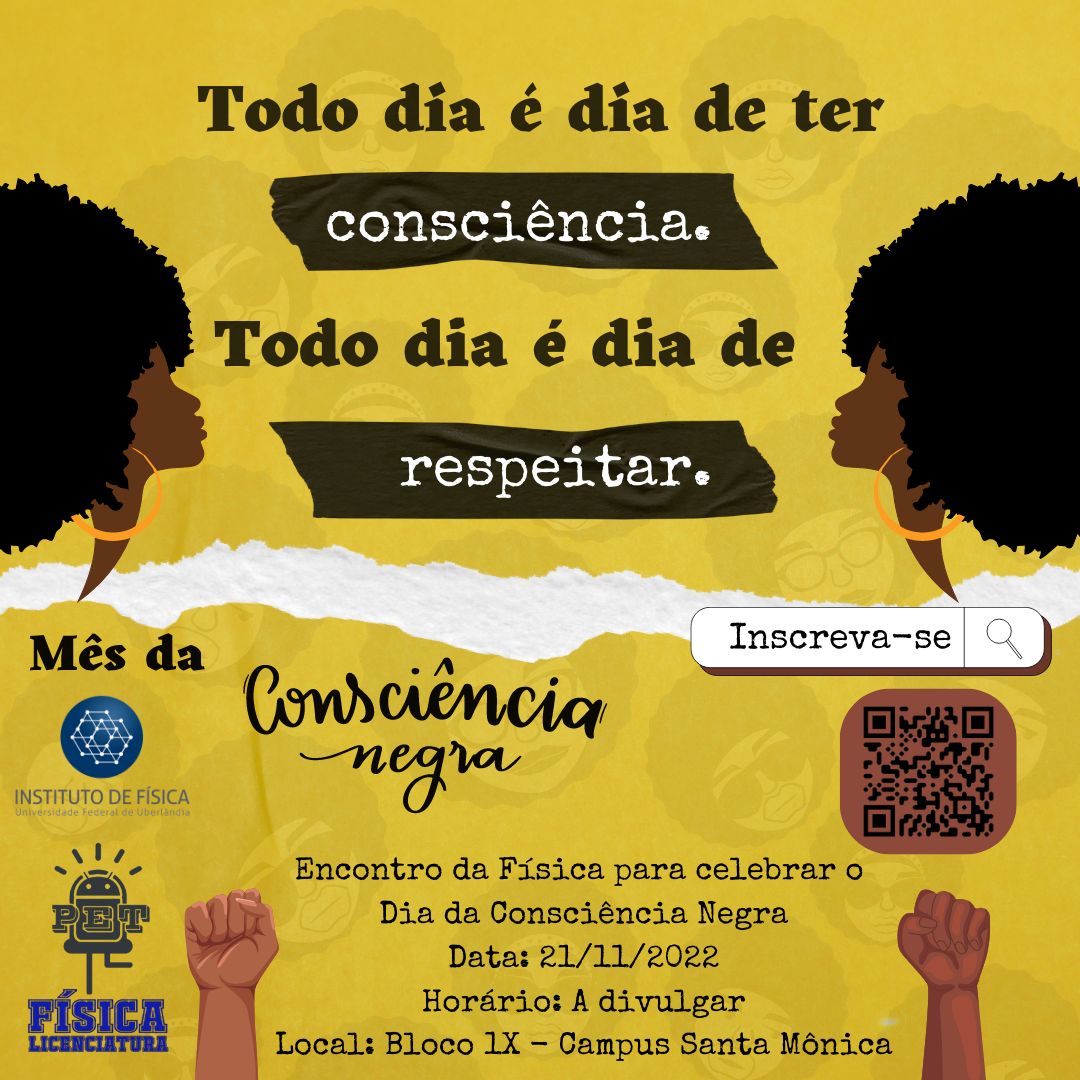 Todo dia é dia de ter
consciência.
Todo dia é dia de
respeitar.
Mês da
Consciência
negra
Inscreva-se
INSTITUTO DE FÍSICA
Universidade Federal de Uberlândia
PET
FÍSICA
LICENCIATURA
Encontro da Física para celebrar o
Dia da Consciência Negra
Data: 21/11/2022
Horário: A divulgar
Local: Bloco 1X - Campus Santa Mônica